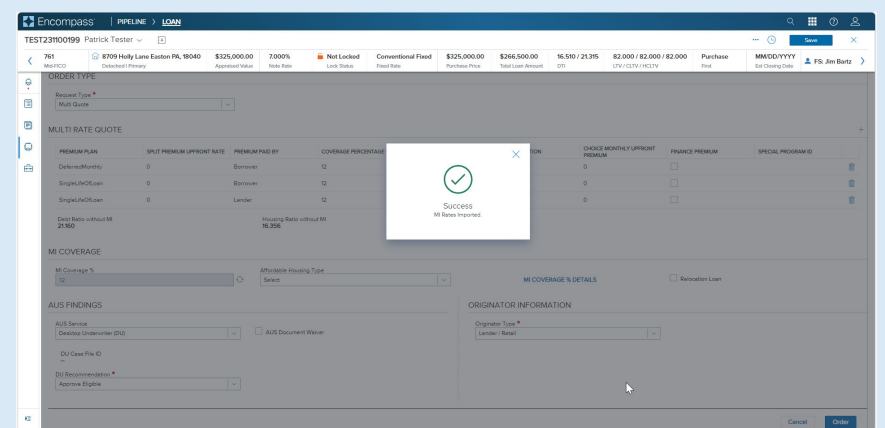 Encompass PIPELINE > LOAN
TEST231100199 Patrick Tester Save
761 8709 Holly Lane Easton PA, 18040 $325,000.00 7.000% Not Locked Conventional Fixed $325,000.00 $266,500.00 16.510 / 21.315 82.000 / 82.000 / 82.000 Purchase MM/DD/YYYY FS: Jim Bartz
Mid-FICO Detached | Primary Appraised Value Note Rate Lock Status Fixed Rate Purchase Price Total Loan Amount DTI LTV / CLTV / HCLTV First Est Closing Date
ORDER TYPE
Request Type *
Multi Quote
MULTI RATE QUOTE
PREMIUM PLAN SPLIT PREMIUM UPFRONT RATE PREMIUM PAID BY COVERAGE PERCENTAGE CHOICE MONTHLY UPFRONT PREMIUM FINANCE PREMIUM SPECIAL PROGRAM ID
DeferredMonthly 0 Borrower 12 0
SingleLifeOfLoan 0 Borrower 12 0
SingleLifeOfLoan 0 Lender 12 0
Success
MI Rates Imported.
Debt Ratio without MI Housing Ratio without MI
21.160 16.356
MI COVERAGE
MI Coverage % Affordable Housing Type
12 Select MI COVERAGE % DETAILS Relocation Loan
AUS FINDINGS ORIGINATOR INFORMATION
AUS Service Originator Type *
Desktop Underwriter (DU) AUS Document Waiver Lender / Retail
DU Case File ID
--
DU Recommendation *
Approve Eligible
Cancel Order